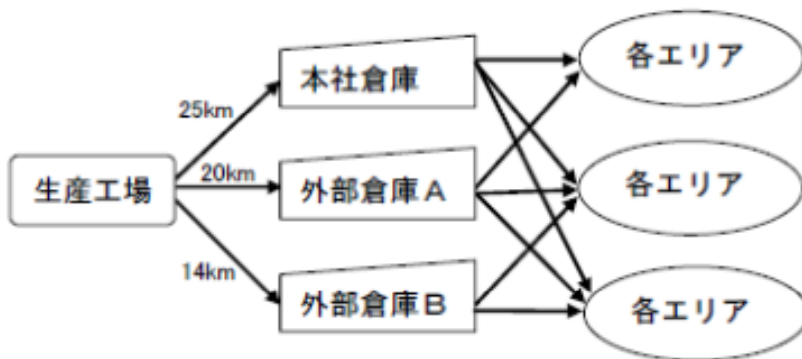 生産工場
25km
20km
14km
本社倉庫
外部倉庫A
外部倉庫B
各エリア
各エリア
各エリア